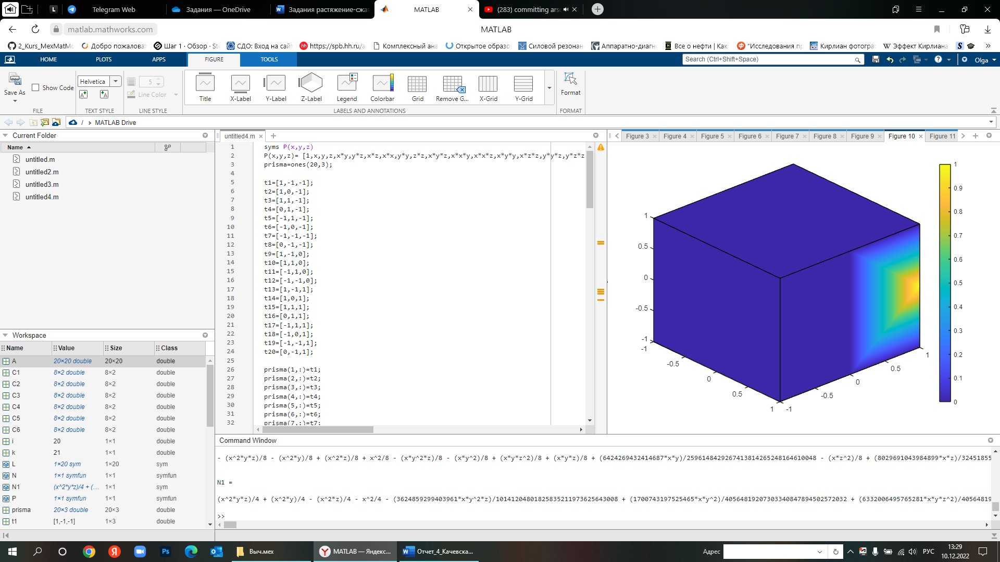 Telegram Web
Задания — OneDrive
Задания растяжение-сжат
MATLAB
(283) committing arso
matlab.mathworks.com
MATLAB
2_Kurs_MexMatMo
Добро пожаловат
Шаг 1 · Обзор · Ste
СДО: Вход на сайт
https://spb.hh.ru/a
Комплексный ана
Открытое образо
Силовой резонан
Аппаратно-диагн
Все о нефти | Как
"Исследования пр
Кирлиан фотогра
Эффект Кирлиана
HOME
PLOTS
APPS
FIGURE
TOOLS
Search (Ctrl+Shift+Space)
Olga
Save As
Show Code
Helvetica
5
Line Color
Title
X-Label
Y-Label
Z-Label
Legend
Colorbar
Grid
Remove G...
X-Grid
Y-Grid
Format
FILE
TEXT STYLE
LINE STYLE
LABELS AND ANNOTATIONS
FORMAT
/ › MATLAB Drive
Current Folder
Name
untitled.m
untitled2.m
untitled3.m
untitled4.m
Workspace
Name Value Size Class
A 20×20 double 20×20 double
C1 8×2 double 8×2 double
C2 8×2 double 8×2 double
C3 8×2 double 8×2 double
C4 8×2 double 8×2 double
C5 8×2 double 8×2 double
C6 8×2 double 8×2 double
i 20 1×1 double
k 21 1×1 double
L 1×20 sym 1×20 sym
N 1×1 symfun 1×1 symfun
N1 (x^2*y*z)/4 + (... 1×1 sym
P 1×1 symfun 1×1 symfun
prisma 20×3 double 20×3 double
t1 [1,-1,-1] 1×3 double
untitled4.m
1 syms P(x,y,z)
2 P(x,y,z)= [1,x,y,z,x*y,y*z,x*z,x*x,y*y,z*z,x*y*z,x*x*y,x*x*z,x*y*y,x*z*z,y*y*z,y*z*z
3 prisma=ones(20,3);
4
5 t1=[1,-1,-1];
6 t2=[1,0,-1];
7 t3=[1,1,-1];
8 t4=[0,1,-1];
9 t5=[-1,1,-1];
10 t6=[-1,0,-1];
11 t7=[-1,-1,-1];
12 t8=[0,-1,-1];
13 t9=[1,-1,0];
14 t10=[1,1,0];
15 t11=[-1,1,0];
16 t12=[-1,-1,0];
17 t13=[1,-1,1];
18 t14=[1,0,1];
19 t15=[1,1,1];
20 t16=[0,1,1];
21 t17=[-1,1,1];
22 t18=[-1,0,1];
23 t19=[-1,-1,1];
24 t20=[0,-1,1];
25
26 prisma(1,:)=t1;
27 prisma(2,:)=t2;
28 prisma(3,:)=t3;
29 prisma(4,:)=t4;
30 prisma(5,:)=t5;
31 prisma(6,:)=t6;
32 prisma(7,:)=t7;
Figure 3
Figure 4
Figure 5
Figure 6
Figure 7
Figure 8
Figure 9
Figure 10
Figure 11
1
0.5
0
-0.5
-1
-1
-0.5
0
0.5
1
-1
-0.5
0
0.5
1
1
0.9
0.8
0.7
0.6
0.5
0.4
0.3
0.2
0.1
0
Command Window
- (x^2*y*z)/8 - (x^2*y)/8 + (x^2*z)/8 + x^2/8 - (x*y^2*z)/8 - (x*y^2)/8 + (x*y*z^2)/8 + (x*y*z)/8 + (6424269432414687*x*y)/25961484292674138142652481646100​48 - (x*z^2)/8 + (8029691043984899*x*z)/32451855
N1 =
(x^2*y*z)/4 + (x^2*y)/4 - (x^2*z)/4 - x^2/4 - (3624859299403961*x*y^2*z)/10141204801825835211973625643008 + (1700743197525465*x*y^2)/40564819207303340847894502572032 + (6332006495765281*x*y*z^2)/40564819
>>
Выч.мех
MATLAB — Яндекс...
Отчет_4_Качевска...
Адрес
РУС
13:29
10.12.2022